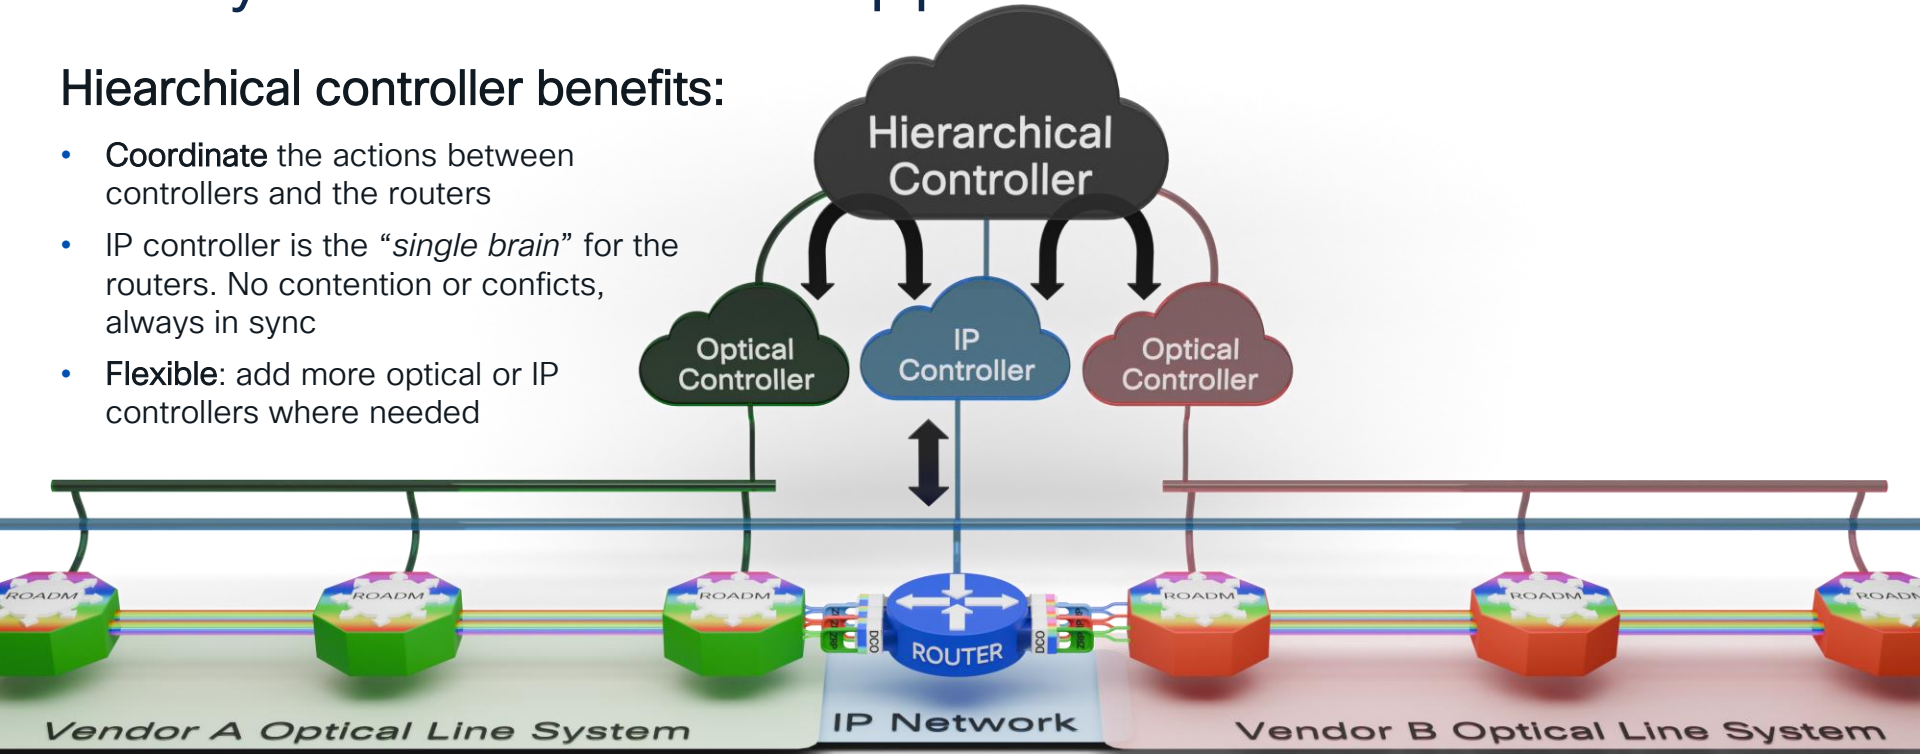 Hiearchical controller benefits:
• Coordinate the actions between
controllers and the routers
• IP controller is the “single brain” for the
routers. No contention or conficts,
always in sync
• Flexible: add more optical or IP
controllers where needed
Hierarchical
Controller
Optical
Controller
IP
Controller
Optical
Controller
ROADM
ROADM
ROADM
DCO
ROUTER
DCO
ROADM
ROADM
Vendor A Optical Line System
IP Network
Vendor B Optical Line System